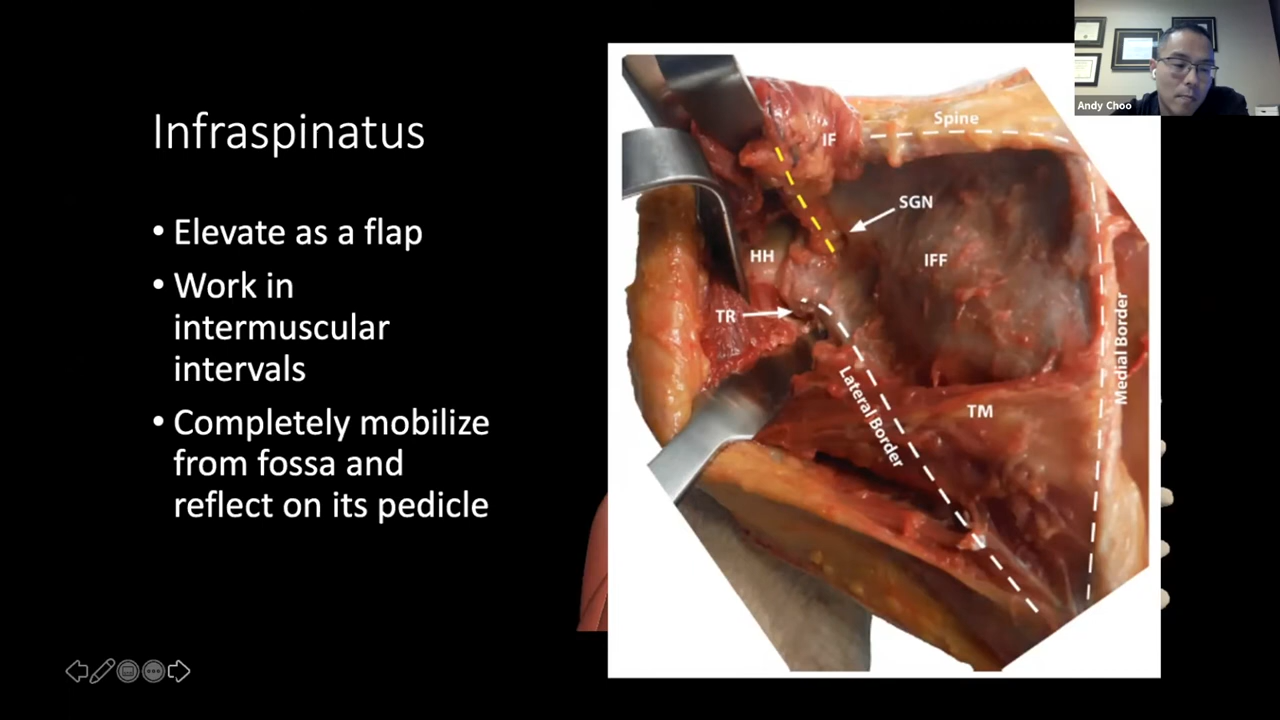 Andy Choo
Infraspinatus
• Elevate as a flap
• Work in
intermuscular
intervals
• Completely mobilize
from fossa and
reflect on its pedicle
Spine
IF
SGN
HH
IFF
TR
Lateral Border
Medial Border
TM